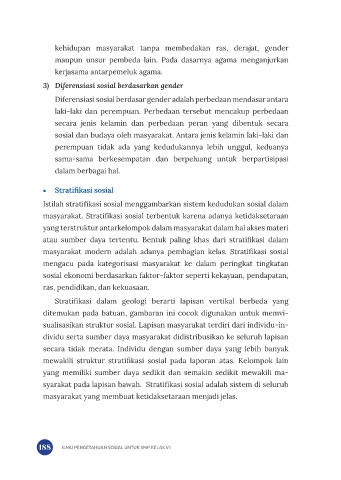 kehidupan masyarakat tanpa membedakan ras, derajat, gender
maupun unsur pembeda lain. Pada dasarnya agama menganjurkan
kerjasama antarpemeluk agama.
3) Diferensiasi sosial berdasarkan gender
Diferensiasi sosial berdasar gender adalah perbedaan mendasar antara
laki-laki dan perempuan. Perbedaan tersebut mencakup perbedaan
secara jenis kelamin dan perbedaan peran yang dibentuk secara
sosial dan budaya oleh masyarakat. Antara jenis kelamin laki-laki dan
perempuan tidak ada yang kedudukannya lebih unggul, keduanya
sama-sama berkesempatan dan berpeluang untuk berpartisipasi
dalam berbagai hal.
• Stratifikasi sosial
Istilah stratifikasi sosial menggambarkan sistem kedudukan sosial dalam
masyarakat. Stratifikasi sosial terbentuk karena adanya ketidaksetaraan
yang terstruktur antarkelompok dalam masyarakat dalam hal akses materi
atau sumber daya tertentu. Bentuk paling khas dari stratifikasi dalam
masyarakat modern adalah adanya pembagian kelas. Stratifikasi sosial
mengacu pada kategorisasi masyarakat ke dalam peringkat tingkatan
sosial ekonomi berdasarkan faktor-faktor seperti kekayaan, pendapatan,
ras, pendidikan, dan kekuasaan.
Stratifikasi dalam geologi berarti lapisan vertikal berbeda yang
ditemukan pada batuan, gambaran ini cocok digunakan untuk memvi-
sualisasikan struktur sosial. Lapisan masyarakat terdiri dari individu-in-
dividu serta sumber daya masyarakat didistribusikan ke seluruh lapisan
secara tidak merata. Individu dengan sumber daya yang lebih banyak
mewakili struktur stratifikasi sosial pada laporan atas. Kelompok lain
yang memiliki sumber daya sedikit dan semakin sedikit mewakili ma-
syarakat pada lapisan bawah. Stratifikasi sosial adalah sistem di seluruh
masyarakat yang membuat ketidaksetaraan menjadi jelas.
188 ILMU PENGETAHUAN SOSIAL UNTUK SMP KELAS VII